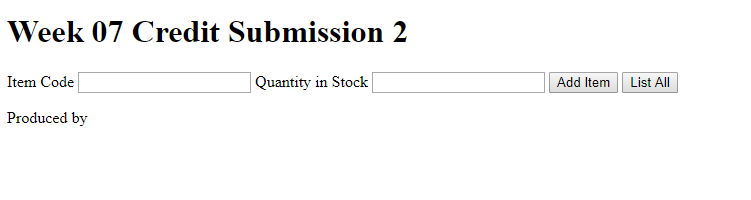 Week 07 Credit Submission 2
Item Code Quantity in Stock Add Item List All
Produced by